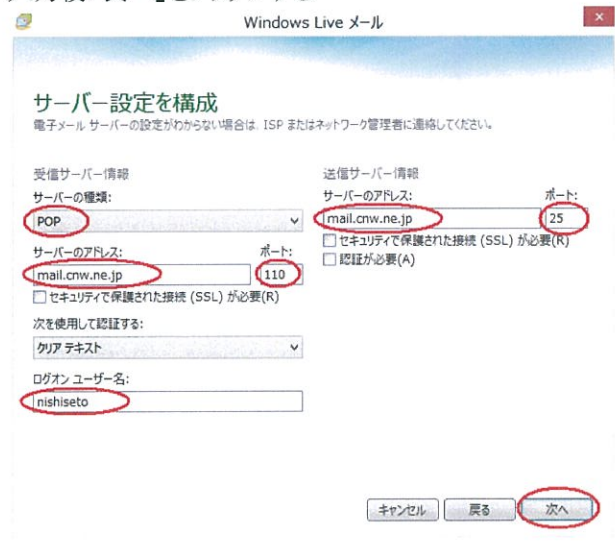 Windows Live メール
サーバー設定を構成
電子メール サーバーの設定がわからない場合は、ISP またはネットワーク管理者に連絡してください。
受信サーバー情報
サーバーの種類:
POP
サーバーのアドレス:
ポート:
mail.cnw.ne.jp
110
セキュリティで保護された接続 (SSL) が必要(R)
次を使用して認証する:
クリア テキスト
ログオン ユーザー名:
nishiseto
送信サーバー情報
サーバーのアドレス:
ポート:
mail.cnw.ne.jp
25
セキュリティで保護された接続 (SSL) が必要(R)
認証が必要(A)
キャンセル
戻る
次へ